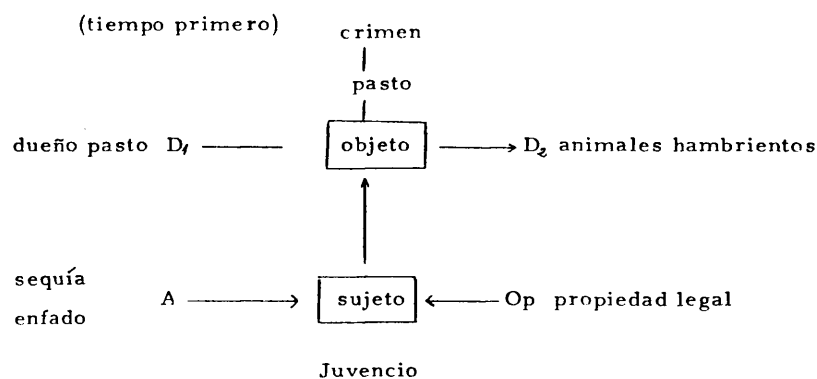 (tiempo primero)
crimen
pasto
dueño pasto D₁ objeto D₂ animales hambrientos
sequía
enfado
A sujeto Op propiedad legal
Juvencio